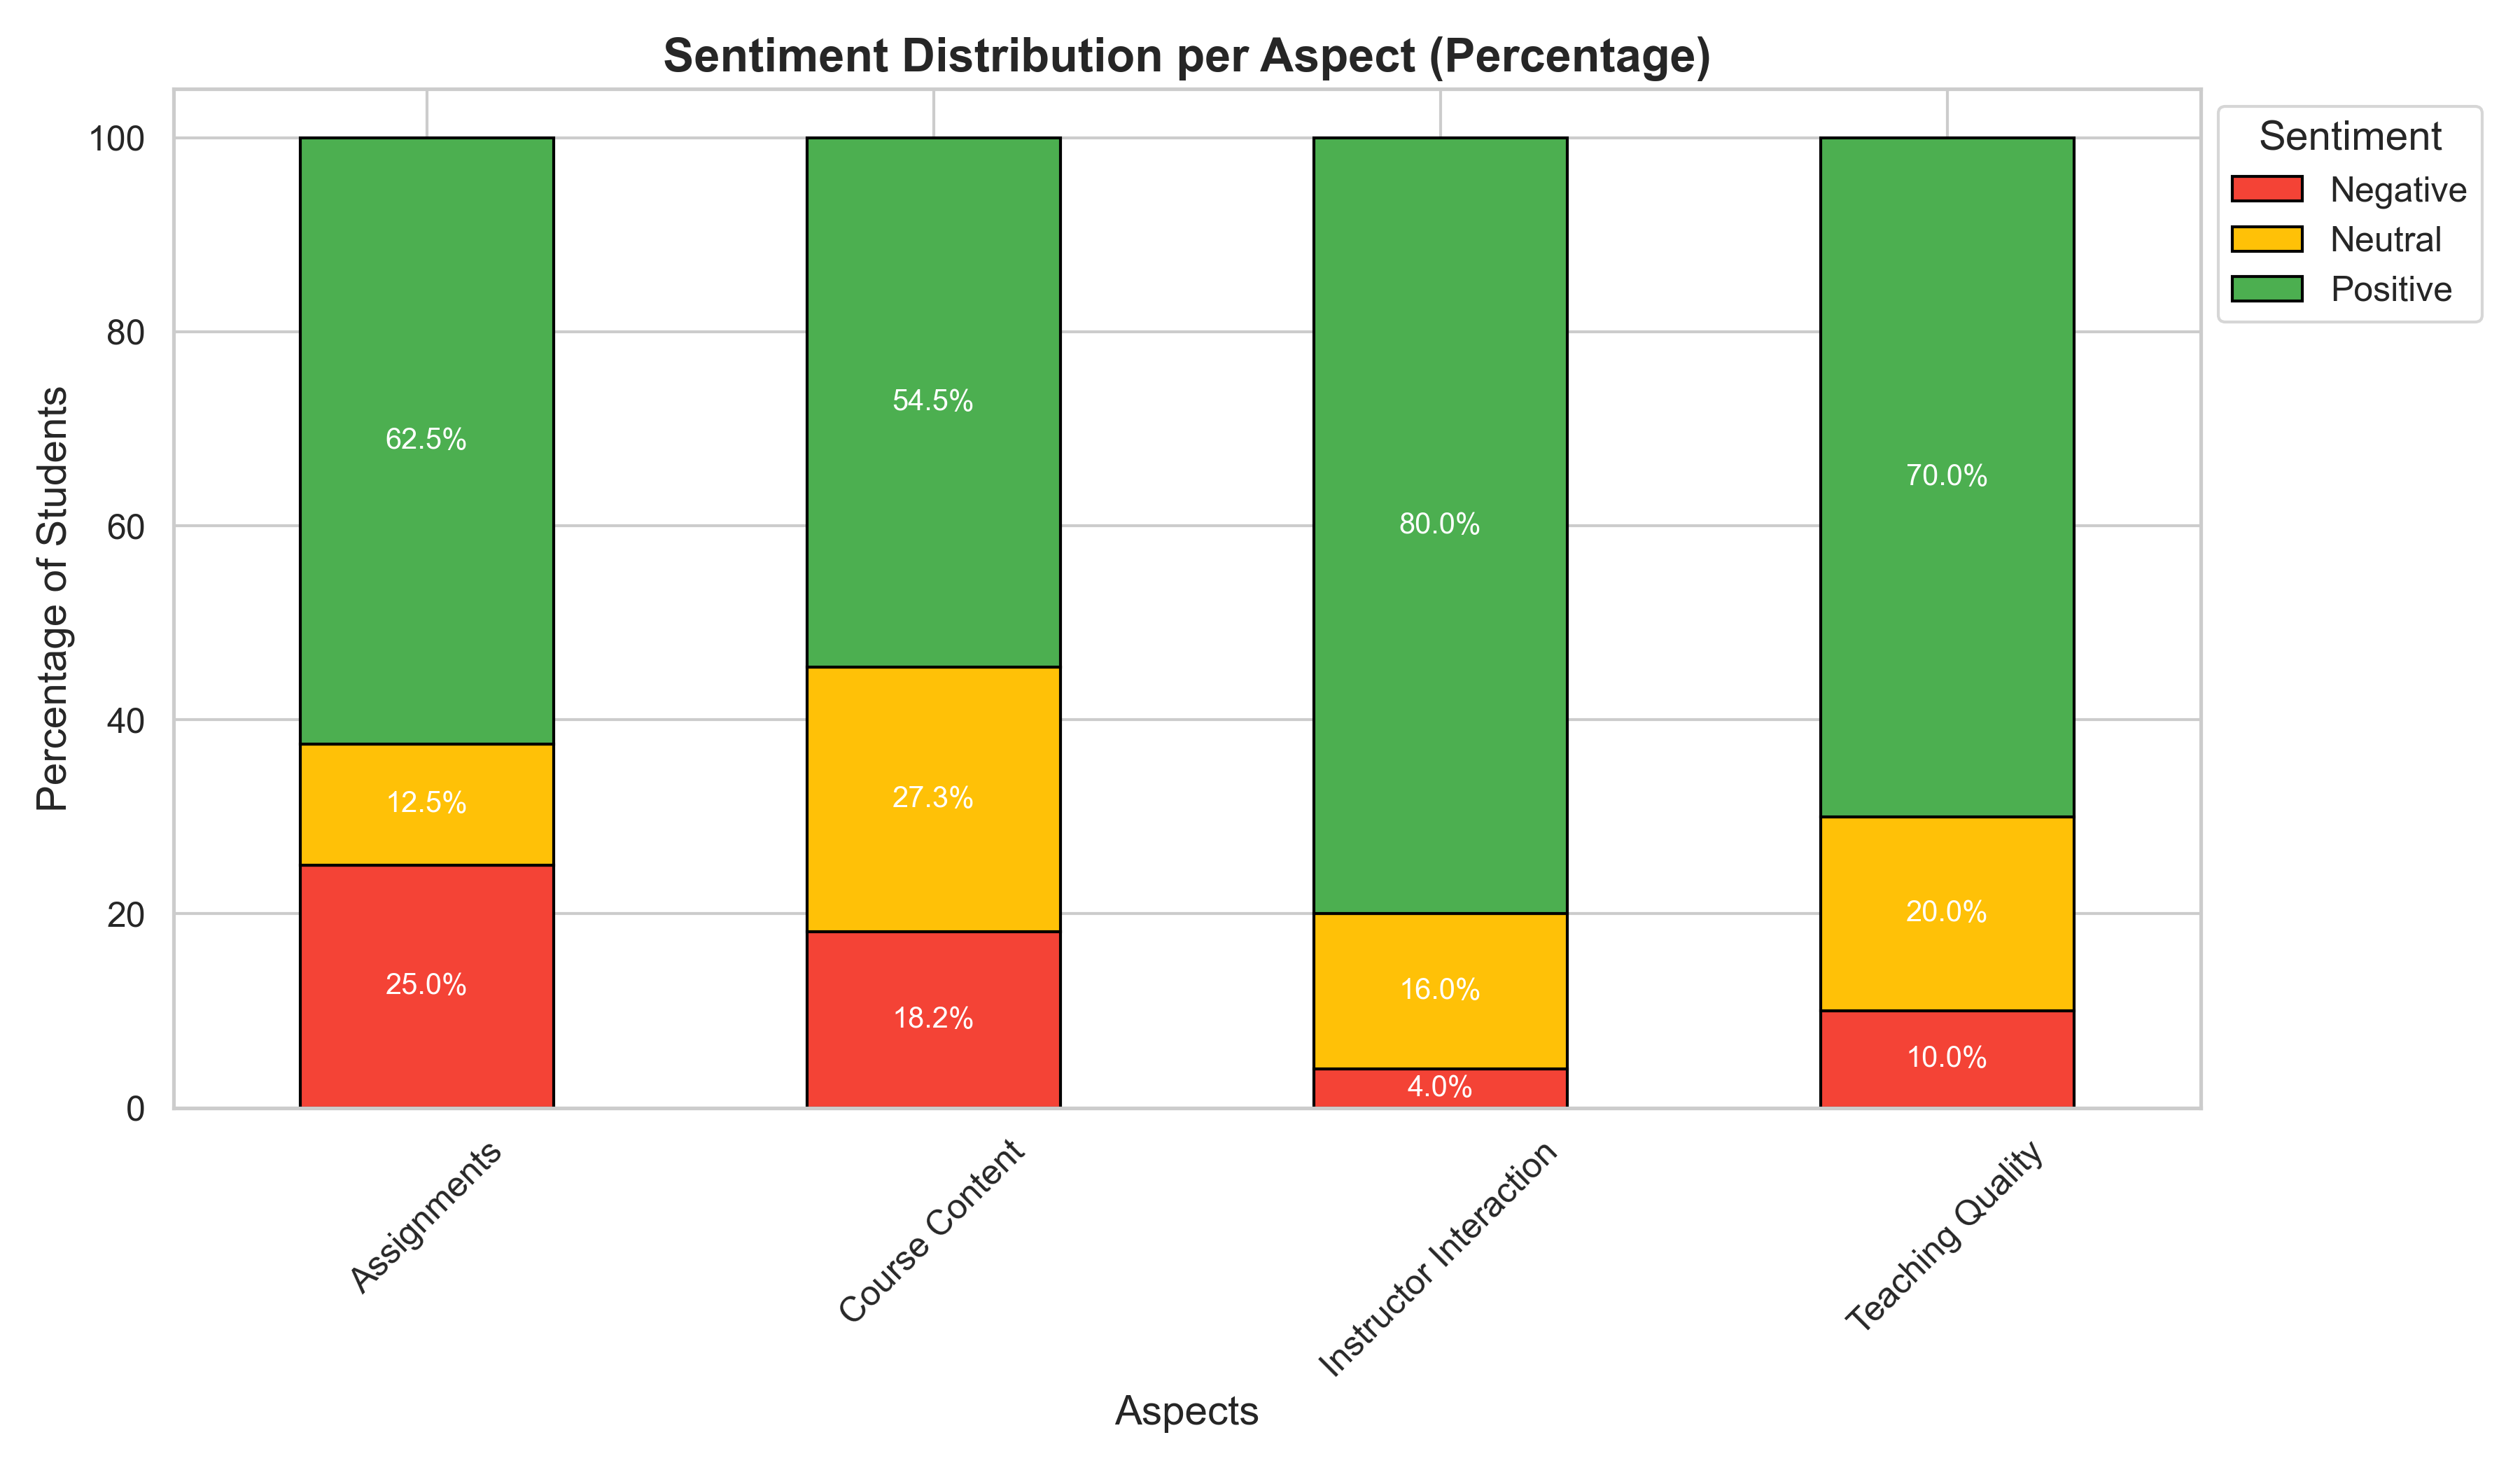 Sentiment Distribution per Aspect (Percentage)
Sentiment
Negative
Neutral
Positive
Percentage of Students
100
80
60
40
20
0
62.5%
12.5%
25.0%
54.5%
27.3%
18.2%
80.0%
16.0%
4.0%
70.0%
20.0%
10.0%
Assignments
Course Content
Instructor Interaction
Teaching Quality
Aspects